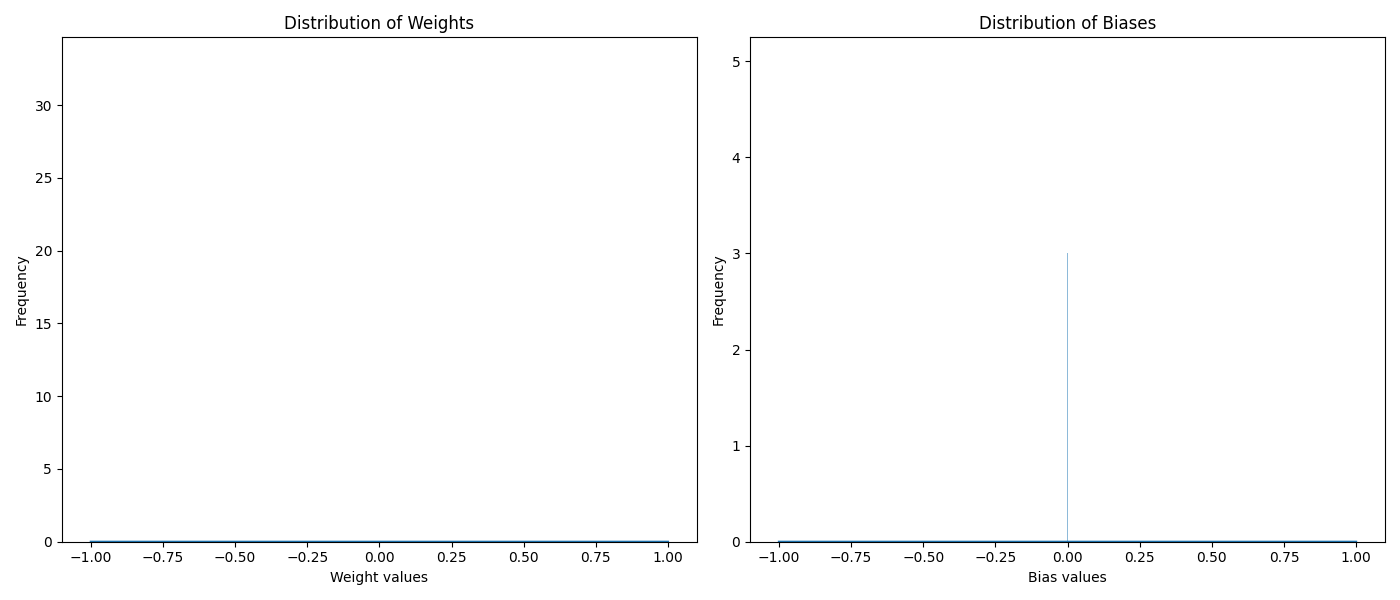 Distribution of Weights
Frequency
30
25
20
15
10
5
0
−1.00 −0.75 −0.50 −0.25 0.00 0.25 0.50 0.75 1.00
Weight values
Distribution of Biases
Frequency
5
4
3
2
1
0
−1.00 −0.75 −0.50 −0.25 0.00 0.25 0.50 0.75 1.00
Bias values